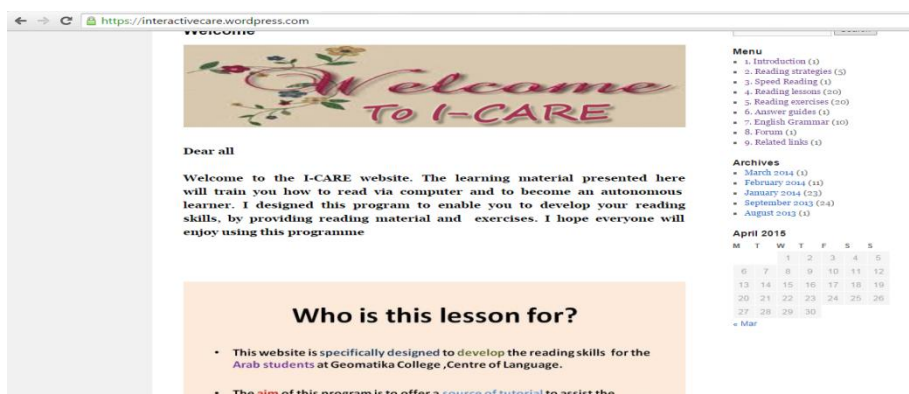 https://interactivecare.wordpress.com
Welcome
Welcome
To I-CARE
Dear all
Welcome to the I-CARE website. The learning material presented here
will train you how to read via computer and to become an autonomous
learner. I designed this program to enable you to develop your reading
skills, by providing reading material and exercises. I hope everyone will
enjoy using this programme
Who is this lesson for?
• This website is specifically designed to develop the reading skills for the
Arab students at Geomatika College ,Centre of Language.
• The aim of this program is to offer a source of tutorial to assist the
Search
Menu
1. Introduction (1)
2. Reading strategies (5)
3. Speed Reading (1)
4. Reading lessons (20)
5. Reading exercises (20)
6. Answer guides (1)
7. English Grammar (10)
8. Forum (1)
9. Related links (1)
Archives
March 2014 (1)
February 2014 (11)
January 2014 (23)
September 2013 (24)
August 2013 (1)
April 2015
M T W T F S S
1 2 3 4 5
6 7 8 9 10 11 12
13 14 15 16 17 18 19
20 21 22 23 24 25 26
27 28 29 30
« Mar